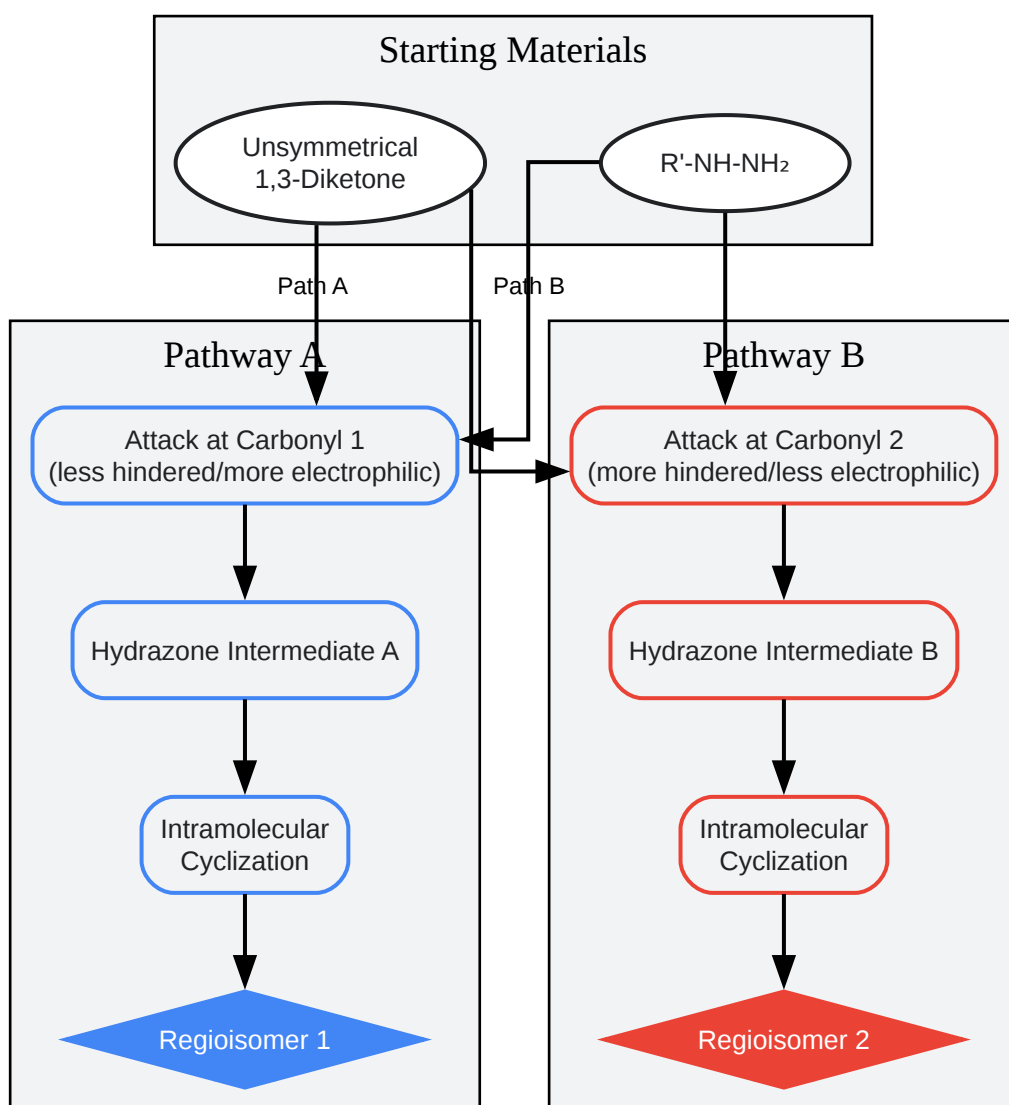 Starting Materials
Unsymmetrical
1,3-Diketone
R'-NH-NH₂
Path A
Path B
Pathway A
Attack at Carbonyl 1
(less hindered/more electrophilic)
Hydrazone Intermediate A
Intramolecular
Cyclization
Regioisomer 1
Pathway B
Attack at Carbonyl 2
(more hindered/less electrophilic)
Hydrazone Intermediate B
Intramolecular
Cyclization
Regioisomer 2